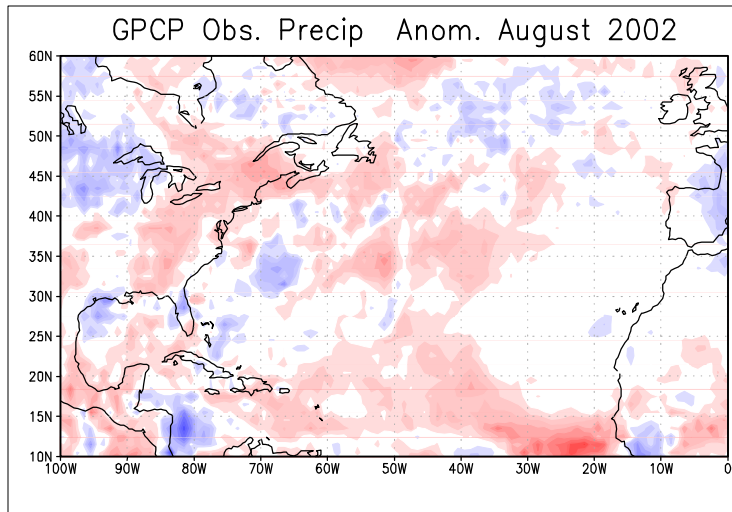 GPCP Obs. Precip Anom. August 2002
60N
55N
50N
45N
40N
35N
30N
25N
20N
15N
10N
100W 90W 80W 70W 60W 50W 40W 30W 20W 10W 0